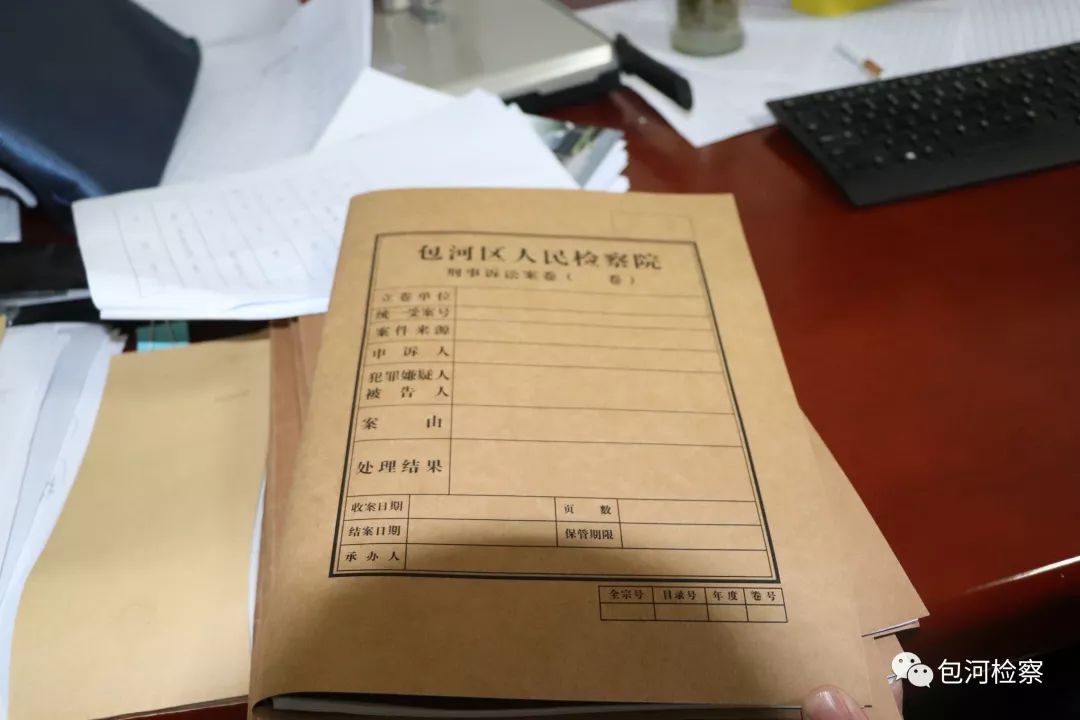 包河区人民检察院
刑事诉讼案卷（ 卷）
立卷单位
统一受案号
案件来源
申诉人
犯罪嫌疑人
被告人
案由
处理结果
收案日期 页数
结案日期 保管期限
承办人
全宗号 目录号 年度 卷号
包河检察